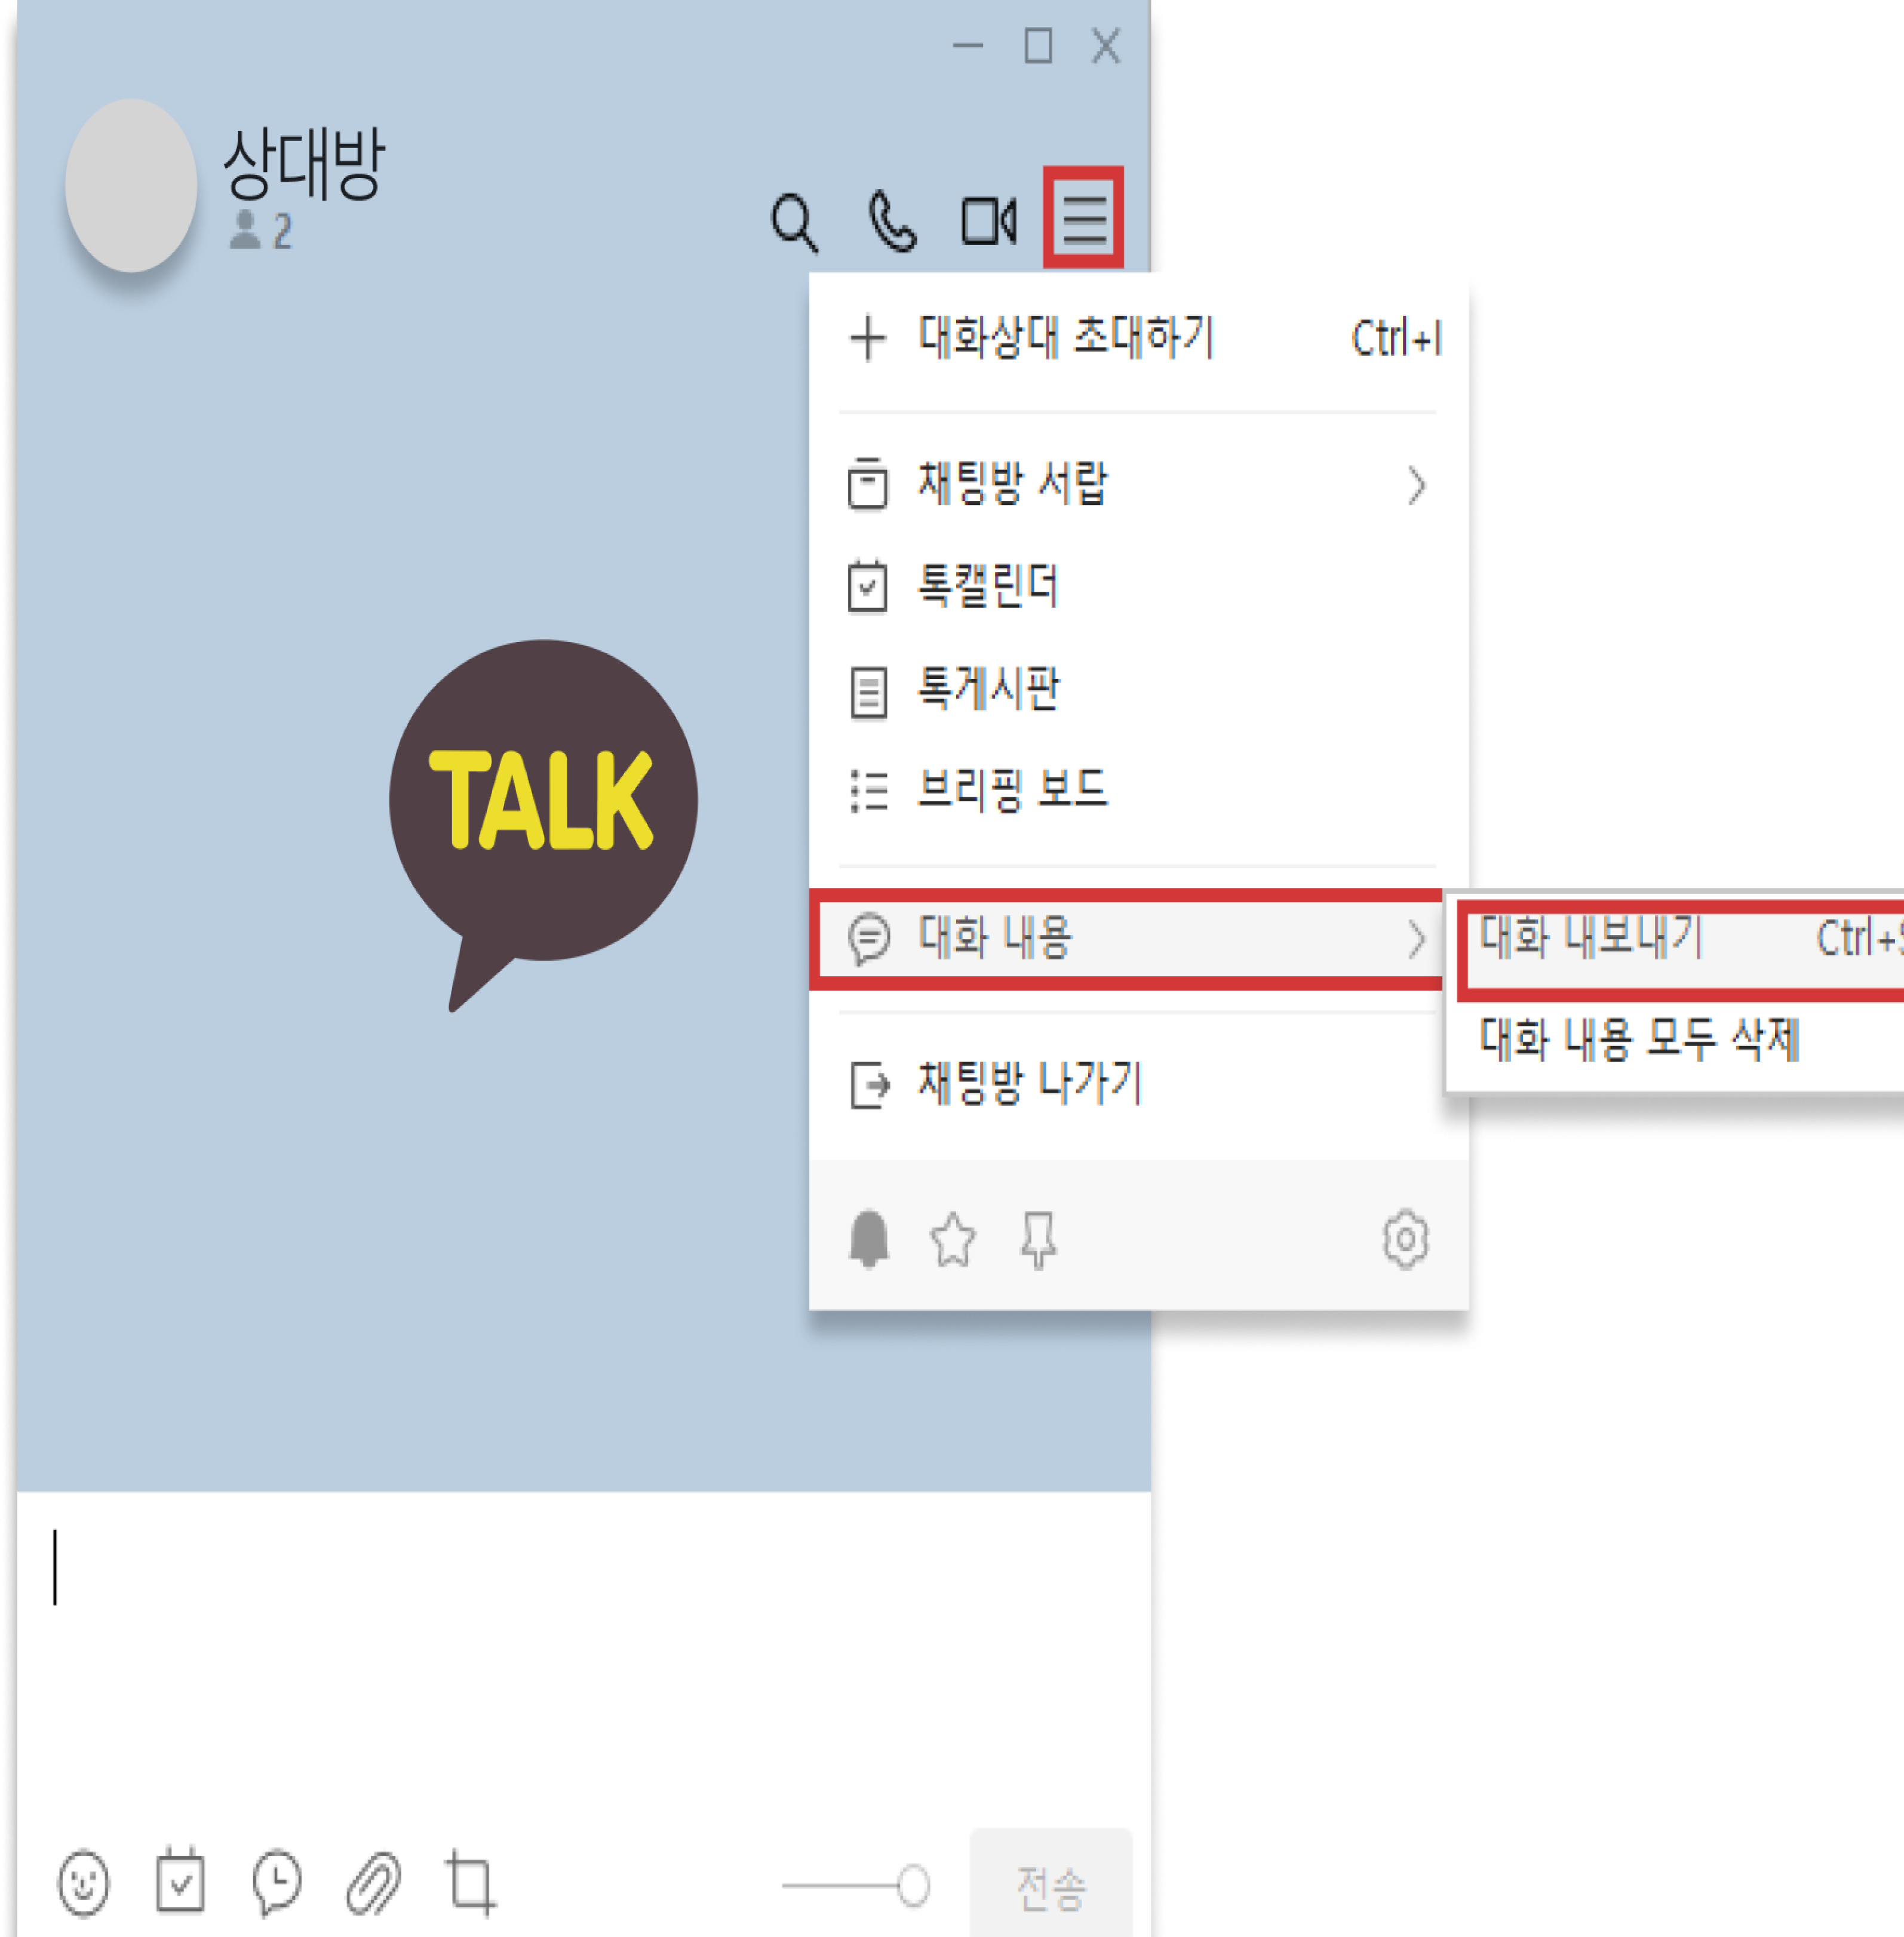 상대방
2
대화상대 초대하기 Ctrl+I
채팅방 서랍
톡캘린더
톡게시판
브리핑 보드
TALK
대화 내용
대화 내보내기 Ctrl+S
대화 내용 모두 삭제
채팅방 나가기
전송